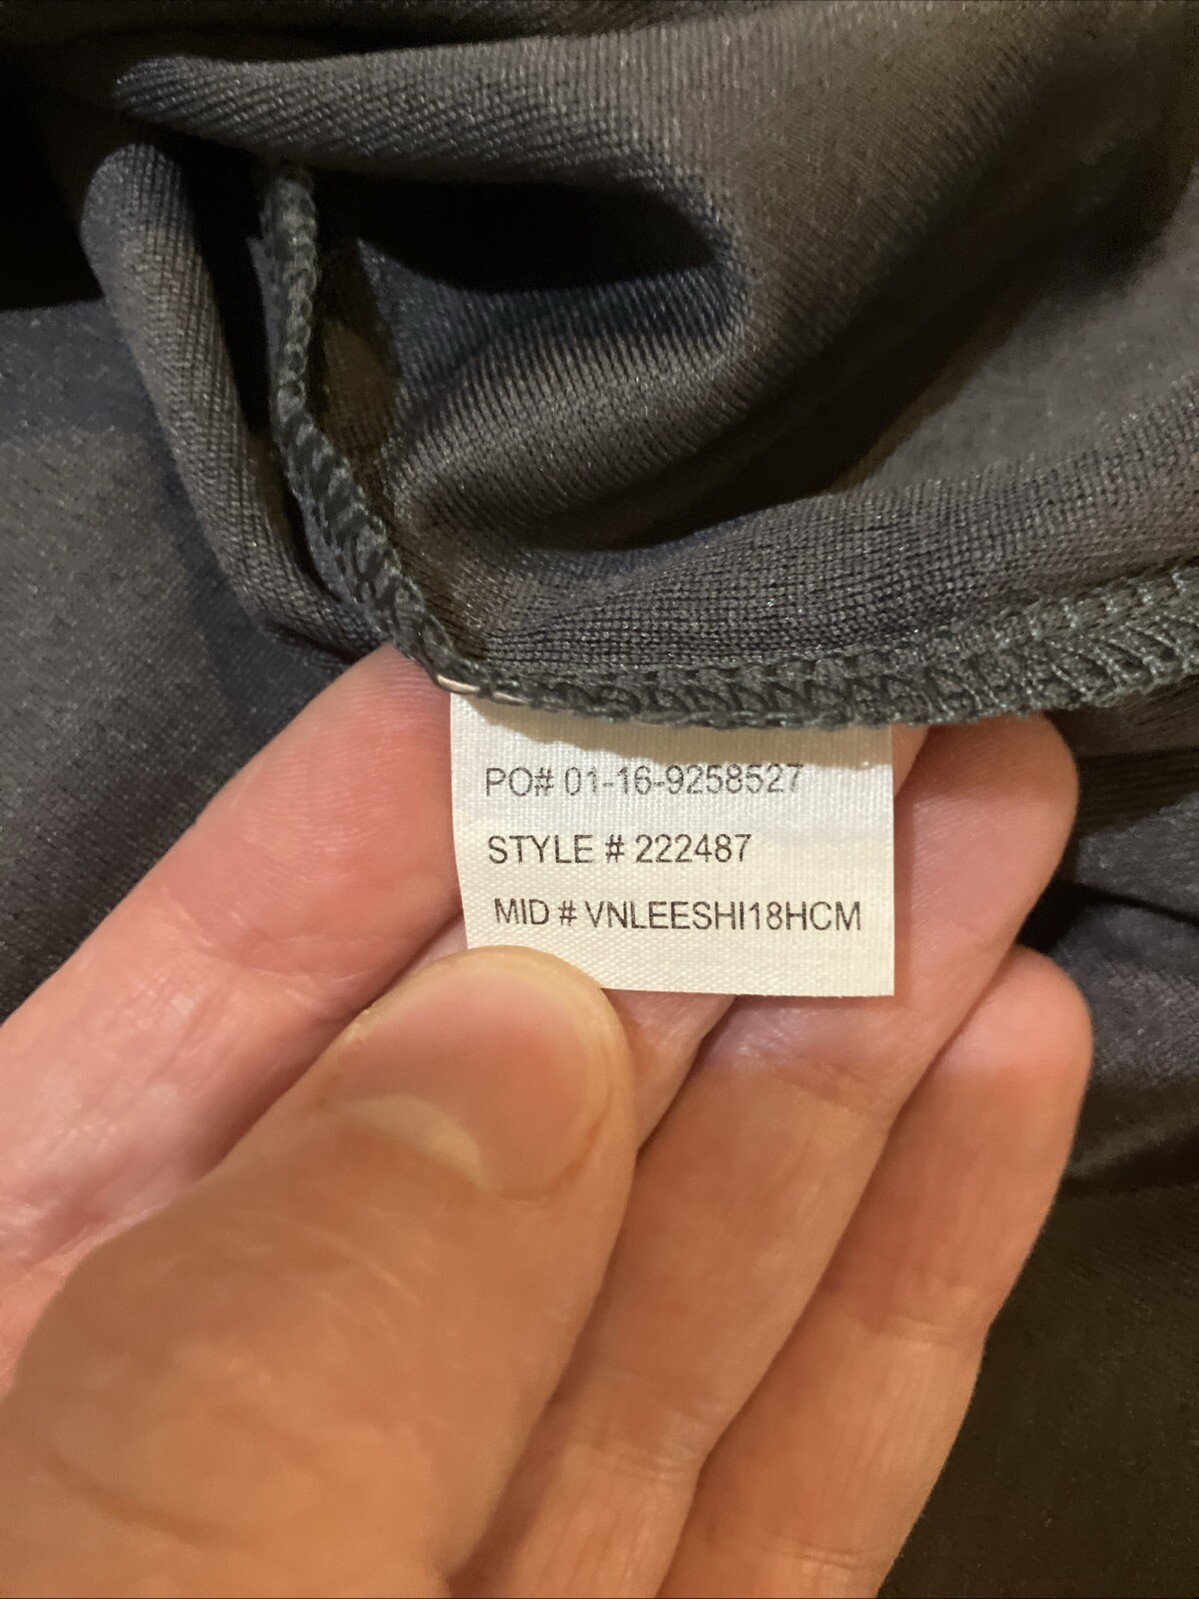 PO# 01-16-9258527
STYLE # 222487
MID # VNLEESHI18HCM